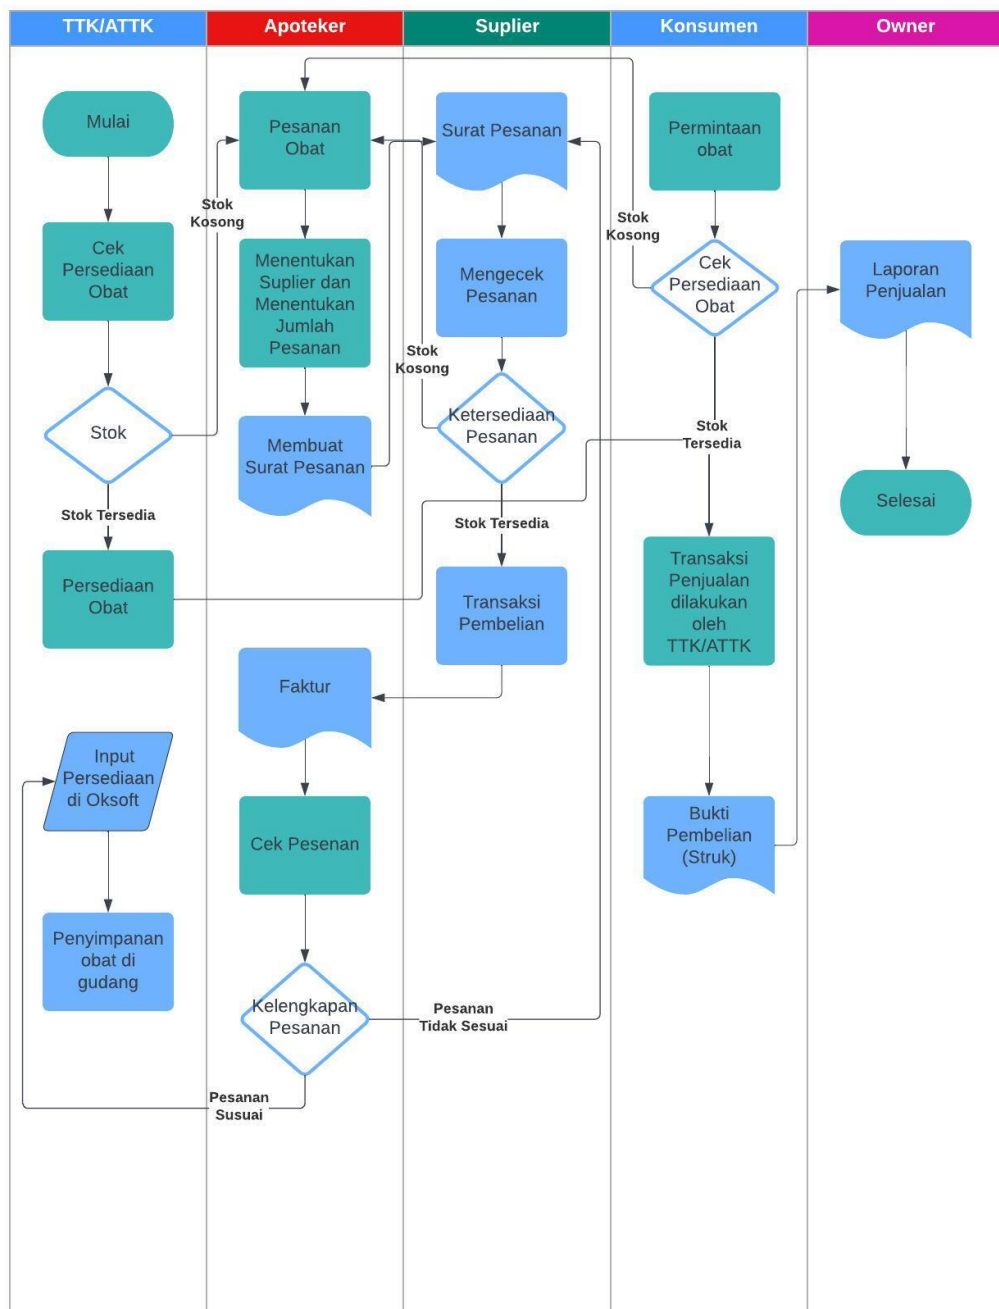 TTK/ATTK
Apoteker
Suplier
Konsumen
Owner
Mulai
Cek
Persediaan
Obat
Stok
Stok
Kosong
Stok Tersedia
Persediaan
Obat
Input
Persediaan
di Oksoft
Penyimpanan
obat di
gudang
Pesanan
Obat
Menentukan
Suplier dan
Menentukan
Jumlah
Pesanan
Membuat
Surat Pesanan
Faktur
Cek Pesenan
Kelengkapan
Pesanan
Pesanan
Susuai
Pesanan
Tidak Sesuai
Surat Pesanan
Mengecek
Pesanan
Stok
Kosong
Ketersediaan
Pesanan
Stok Tersedia
Transaksi
Pembelian
Permintaan
obat
Stok
Kosong
Cek
Persediaan
Obat
Stok
Tersedia
Transaksi
Penjualan
dilakukan
oleh
TTK/ATTK
Bukti
Pembelian
(Struk)
Laporan
Penjualan
Selesai